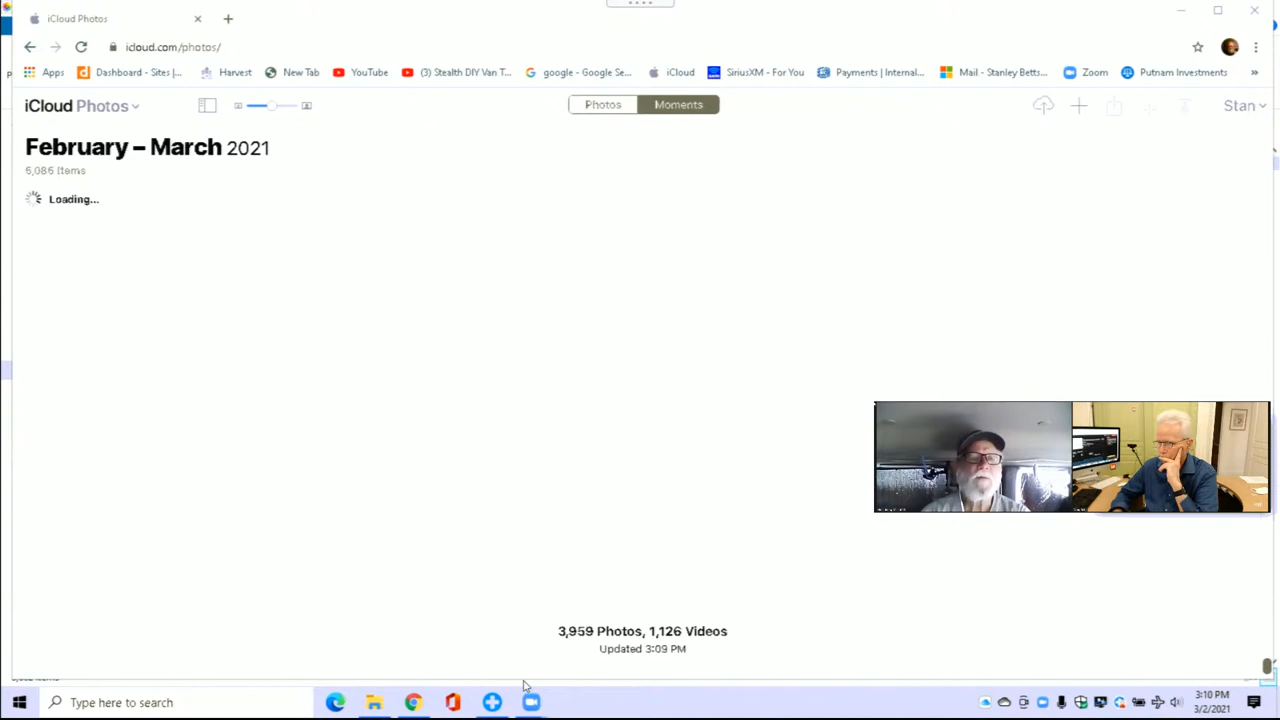 iCloud Photos
icloud.com/photos/
Apps
Dashboard - Sites |...
Harvest
New Tab
YouTube
(3) Stealth DIY Van T...
google - Google Se...
iCloud
SiriusXM - For You
Payments | Internal...
Mail - Stanley Betts...
Zoom
Putnam Investments
»
iCloud Photos
Photos
Moments
Stan
February – March 2021
5,085 Items
Loading...
3,959 Photos, 1,126 Videos
Updated 3:09 PM
Type here to search
3:10 PM
3/2/2021